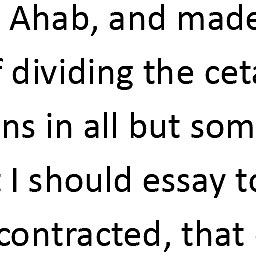 Ahab, and made
dividing the ceta
ns in all but som
I should essay to
contracted, that